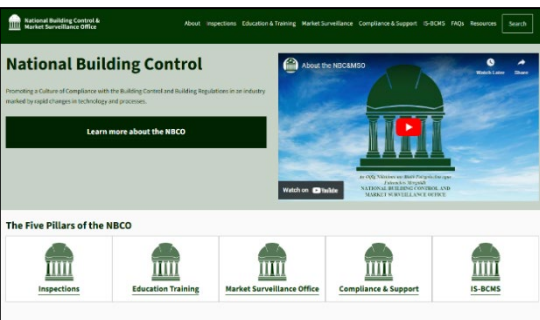 National Building Control &
Market Surveillance Office
About Inspections Education & Training Market Surveillance Compliance & Support IS-BCMS FAQs Resources Search
National Building Control
Promoting a Culture of Compliance with the Building Control and Building Regulations in an industry
marked by rapid changes in technology and processes.
Learn more about the NBCO
About the NBC&MSO
Watch Later Share
NATIONAL BUILDING CONTROL AND
MARKET SURVEILLANCE OFFICE
Watch on YouTube
The Five Pillars of the NBCO
Inspections Education Training Market Surveillance Office Compliance & Support IS-BCMS